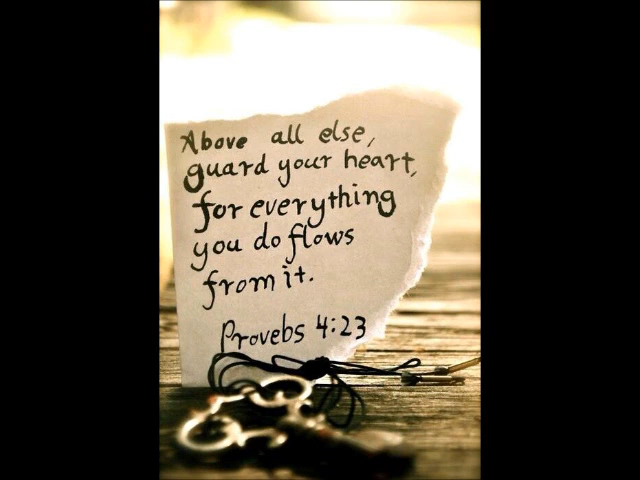 Above all else,
guard your heart,
for everything
you do flows
from it.
Provebs 4:23